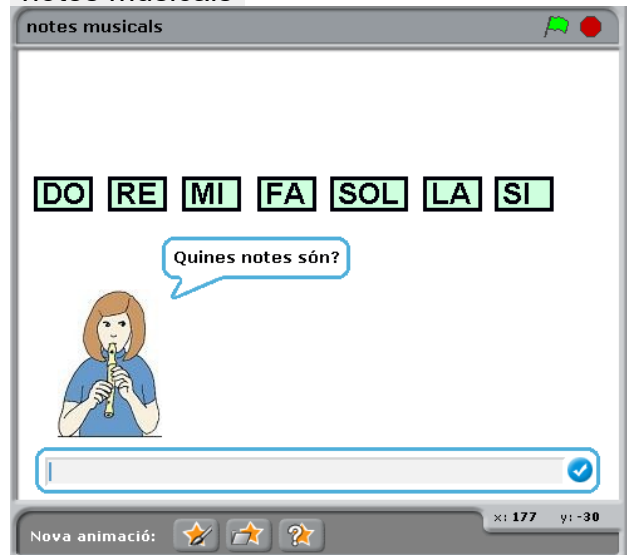 notes musicals
DO RE MI FA SOL LA SI
Quines notes són?
x: 177 y: -30
Nova animació: